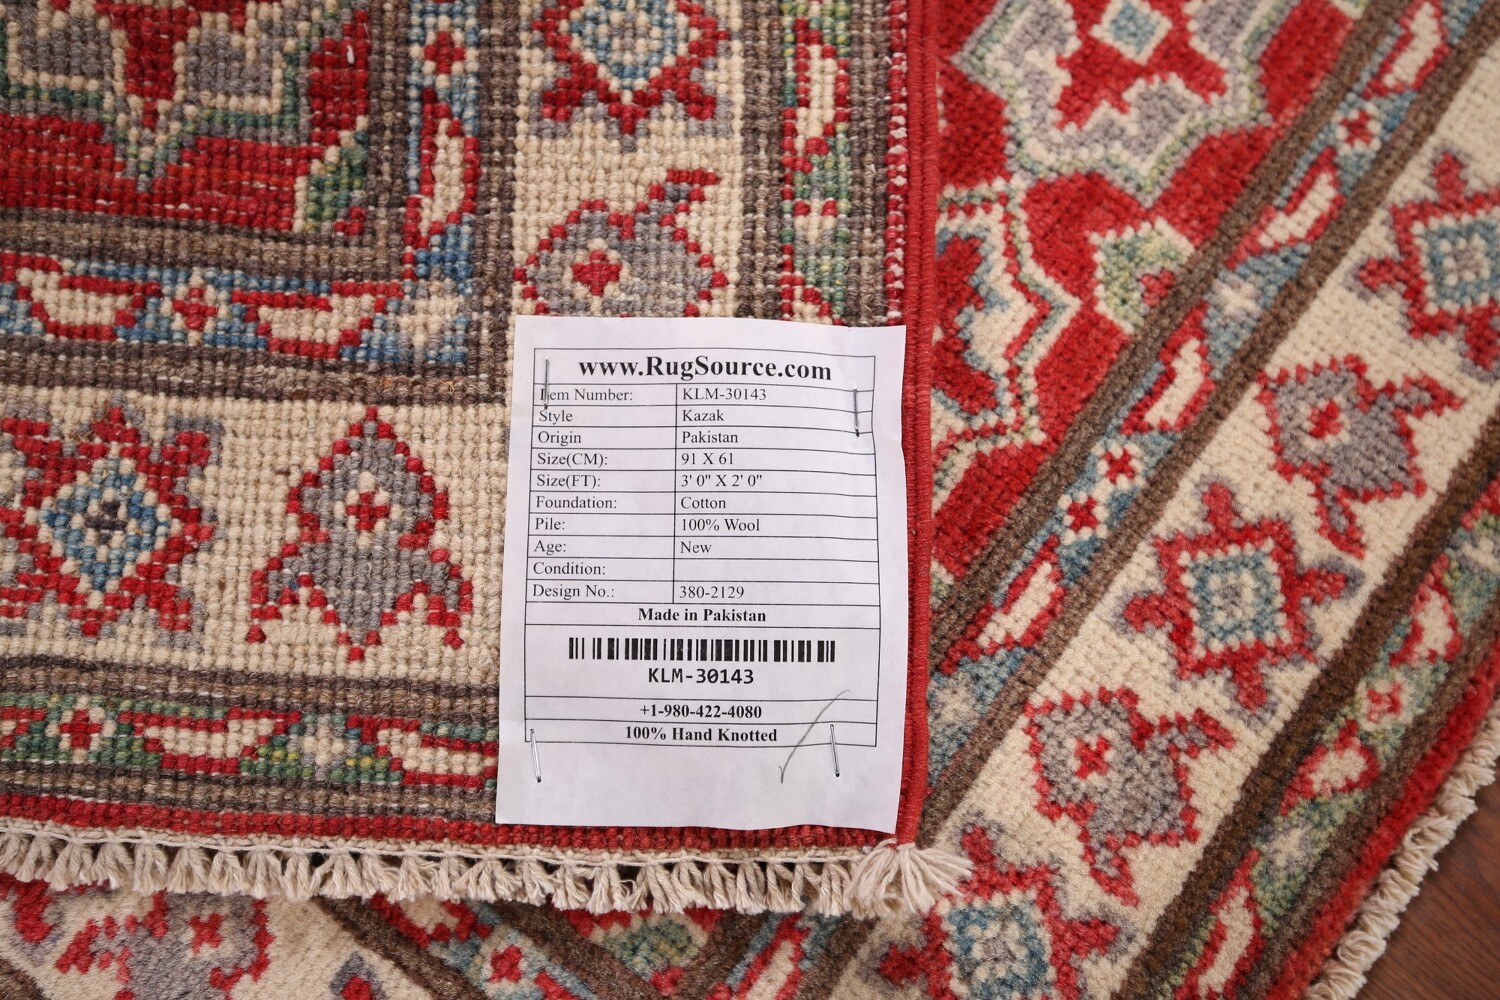 www.RugSource.com
Item Number: KLM-30143
Style Kazak
Origin Pakistan
Size(CM): 91 X 61
Size(FT): 3' 0" X 2' 0"
Foundation: Cotton
Pile: 100% Wool
Age: New
Condition:
Design No.: 380-2129
Made in Pakistan
KLM-30143
+1-980-422-4080
100% Hand Knotted